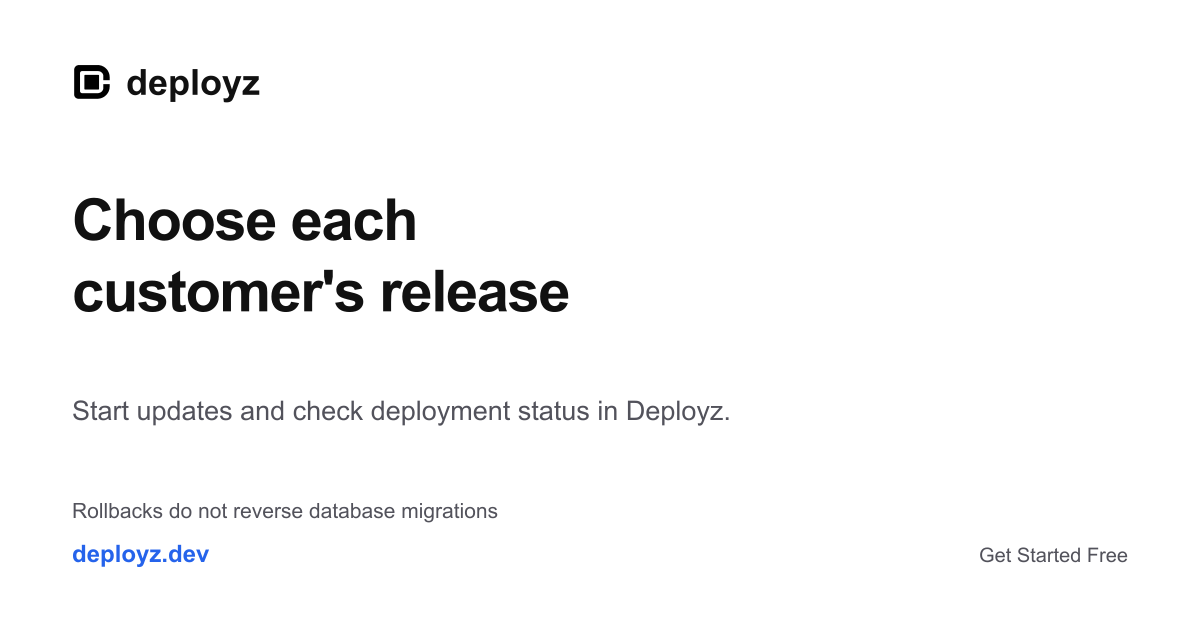 deployz
Choose each
customer's release
Start updates and check deployment status in Deployz.
Rollbacks do not reverse database migrations
deployz.dev
Get Started Free